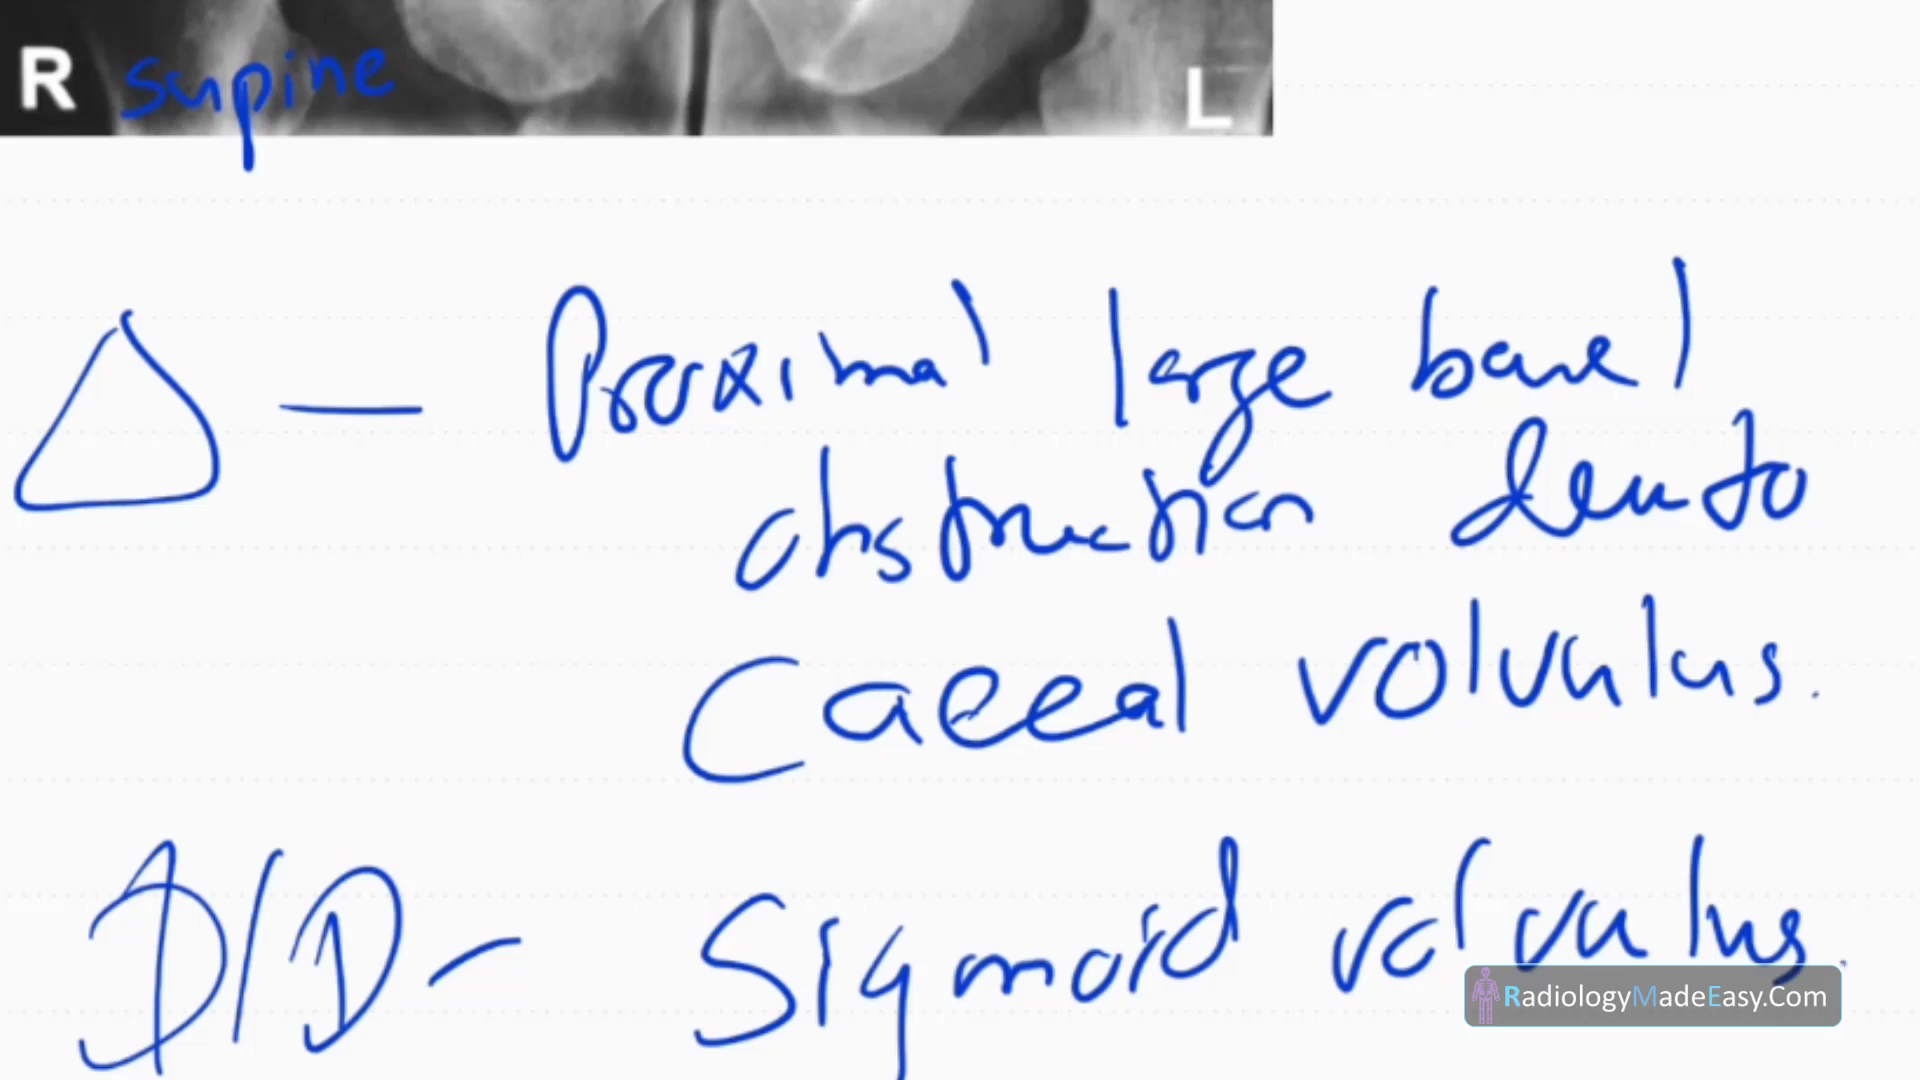 R supine L
Δ — Proximal large bowel
obstruction due to
Caecal volvulus.
D/D - Sigmoid volvulus.
RadiologyMadeEasy.Com